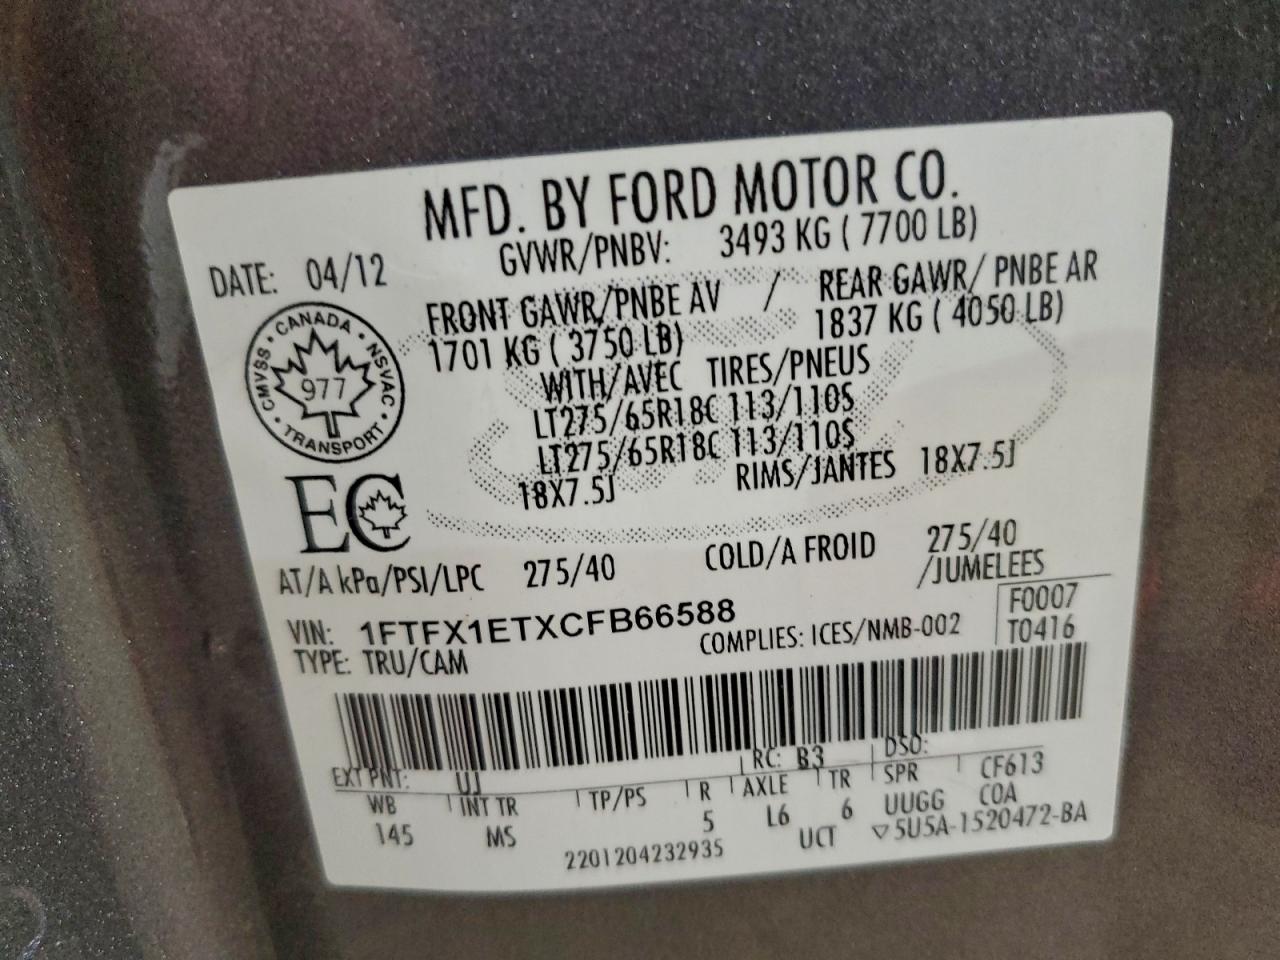 MFD. BY FORD MOTOR CO.
DATE: 04/12
GVWR/PNBV: 3493 KG ( 7700 LB)
FRONT GAWR/PNBE AV / REAR GAWR/ PNBE AR
1701 KG ( 3750 LB) 1837 KG ( 4050 LB)
WITH/AVEC TIRES/PNEUS
LT275/65R18C 113/110S
LT275/65R18C 113/110S
18X7.5J RIMS/JANTES 18X7.5J
CANADA
CMVSS 977 NSVAC
TRANSPORT
EC
AT/A kPa/PSI/LPC 275/40 COLD/A FROID 275/40
/JUMELEES
VIN: 1FTFX1ETXCFB66588
TYPE: TRU/CAM COMPLIES: ICES/NMB-002
F0007
T0416
EXT PNT: UJ RC: B3 DSO:
WB INT TR TP/PS R AXLE TR SPR CF613
145 MS 5 L6 6 UUGG COA
2201204232935 UCT ▽5U5A-1520472-BA